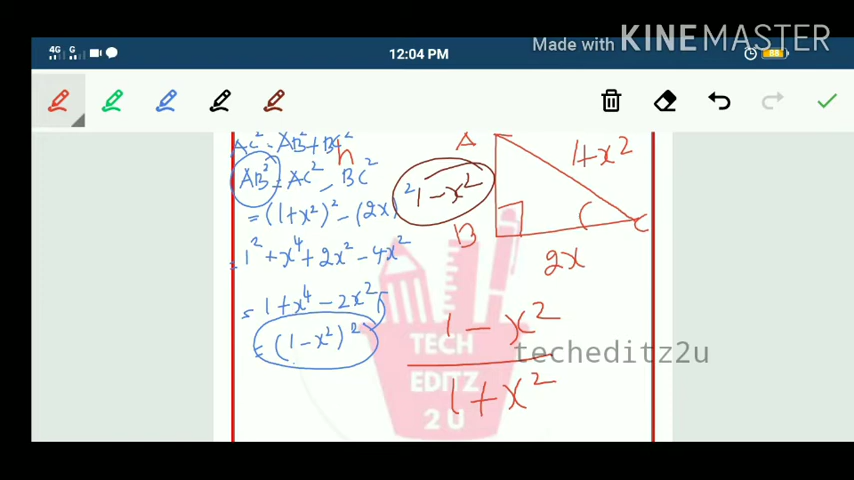 4G G 12:04 PM 88
Made with KINEMASTER
AC² = AB² + BC²
h
AB² = AC² - BC²
= (1+x²)² - (2x)²
= 1² + x⁴ + 2x² - 4x²
= 1 + x⁴ - 2x²
= (1 - x²)²
1 - x²
A
1+x²
B
C
2x
1 - x²
1 + x²
techeditz2u
TECH
EDITZ
2 U